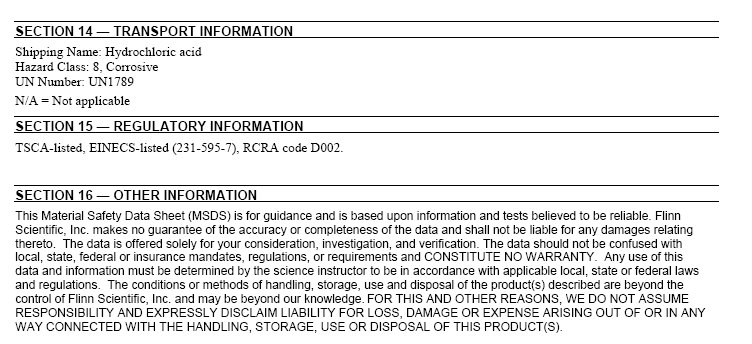 SECTION 14 — TRANSPORT INFORMATION
Shipping Name: Hydrochloric acid
Hazard Class: 8, Corrosive
UN Number: UN1789
N/A = Not applicable
SECTION 15 — REGULATORY INFORMATION
TSCA-listed, EINECS-listed (231-595-7), RCRA code D002.
SECTION 16 — OTHER INFORMATION
This Material Safety Data Sheet (MSDS) is for guidance and is based upon information and tests believed to be reliable. Flinn
Scientific, Inc. makes no guarantee of the accuracy or completeness of the data and shall not be liable for any damages relating
thereto.  The data is offered solely for your consideration, investigation, and verification. The data should not be confused with
local, state, federal or insurance mandates, regulations, or requirements and CONSTITUTE NO WARRANTY.  Any use of this
data and information must be determined by the science instructor to be in accordance with applicable local, state or federal laws
and regulations.  The conditions or methods of handling, storage, use and disposal of the product(s) described are beyond the
control of Flinn Scientific, Inc. and may be beyond our knowledge. FOR THIS AND OTHER REASONS, WE DO NOT ASSUME
RESPONSIBILITY AND EXPRESSLY DISCLAIM LIABILITY FOR LOSS, DAMAGE OR EXPENSE ARISING OUT OF OR IN ANY
WAY CONNECTED WITH THE HANDLING, STORAGE, USE OR DISPOSAL OF THIS PRODUCT(S).